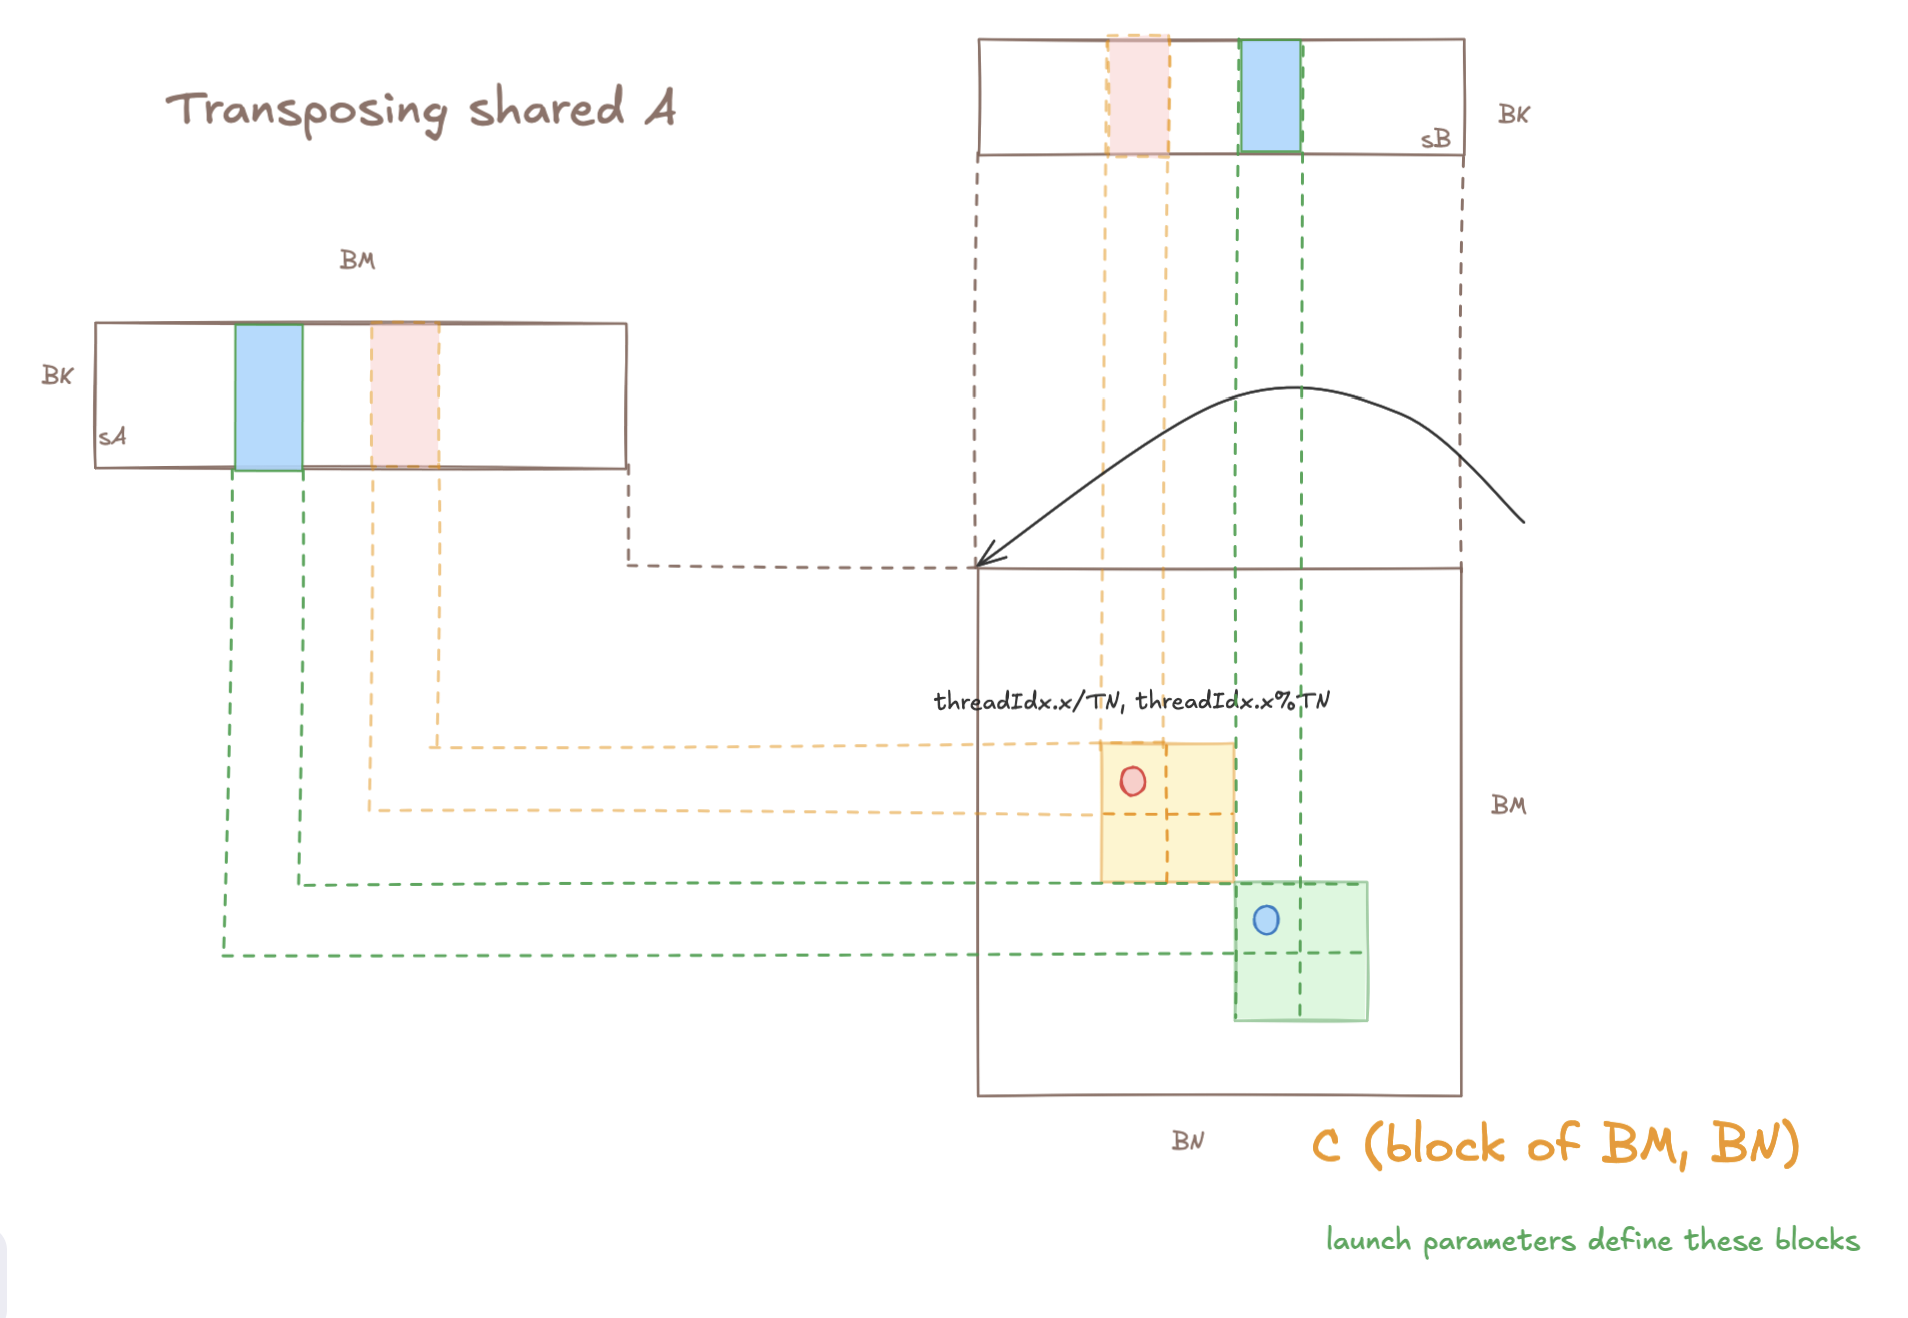 Transposing shared A
BK
sB
BM
BK
sA
threadIdx.x/TN, threadIdx.x%TN
BM
BN
C (block of BM, BN)
launch parameters define these blocks